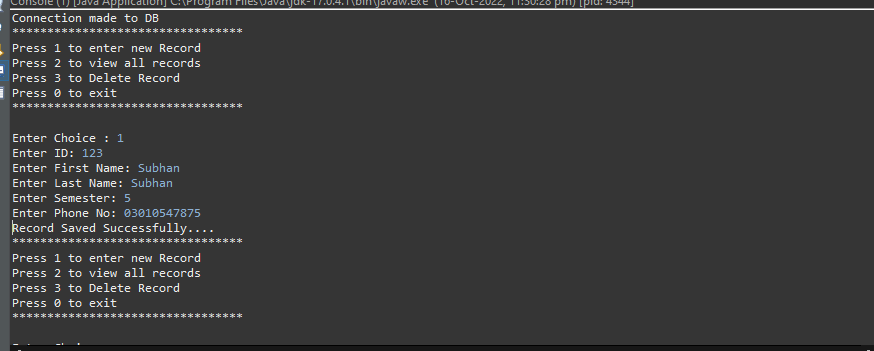 Console (1) [Java Application] C:\Program Files\Java\jdk-17.0.4.1\bin\javaw.exe (16-Oct-2022, 11:30:28 pm) [pid: 4344]
Connection made to DB
*********************************
Press 1 to enter new Record
Press 2 to view all records
Press 3 to Delete Record
Press 0 to exit
*********************************
Enter Choice : 1
Enter ID: 123
Enter First Name: Subhan
Enter Last Name: Subhan
Enter Semester: 5
Enter Phone No: 03010547875
Record Saved Successfully....
*********************************
Press 1 to enter new Record
Press 2 to view all records
Press 3 to Delete Record
Press 0 to exit
*********************************